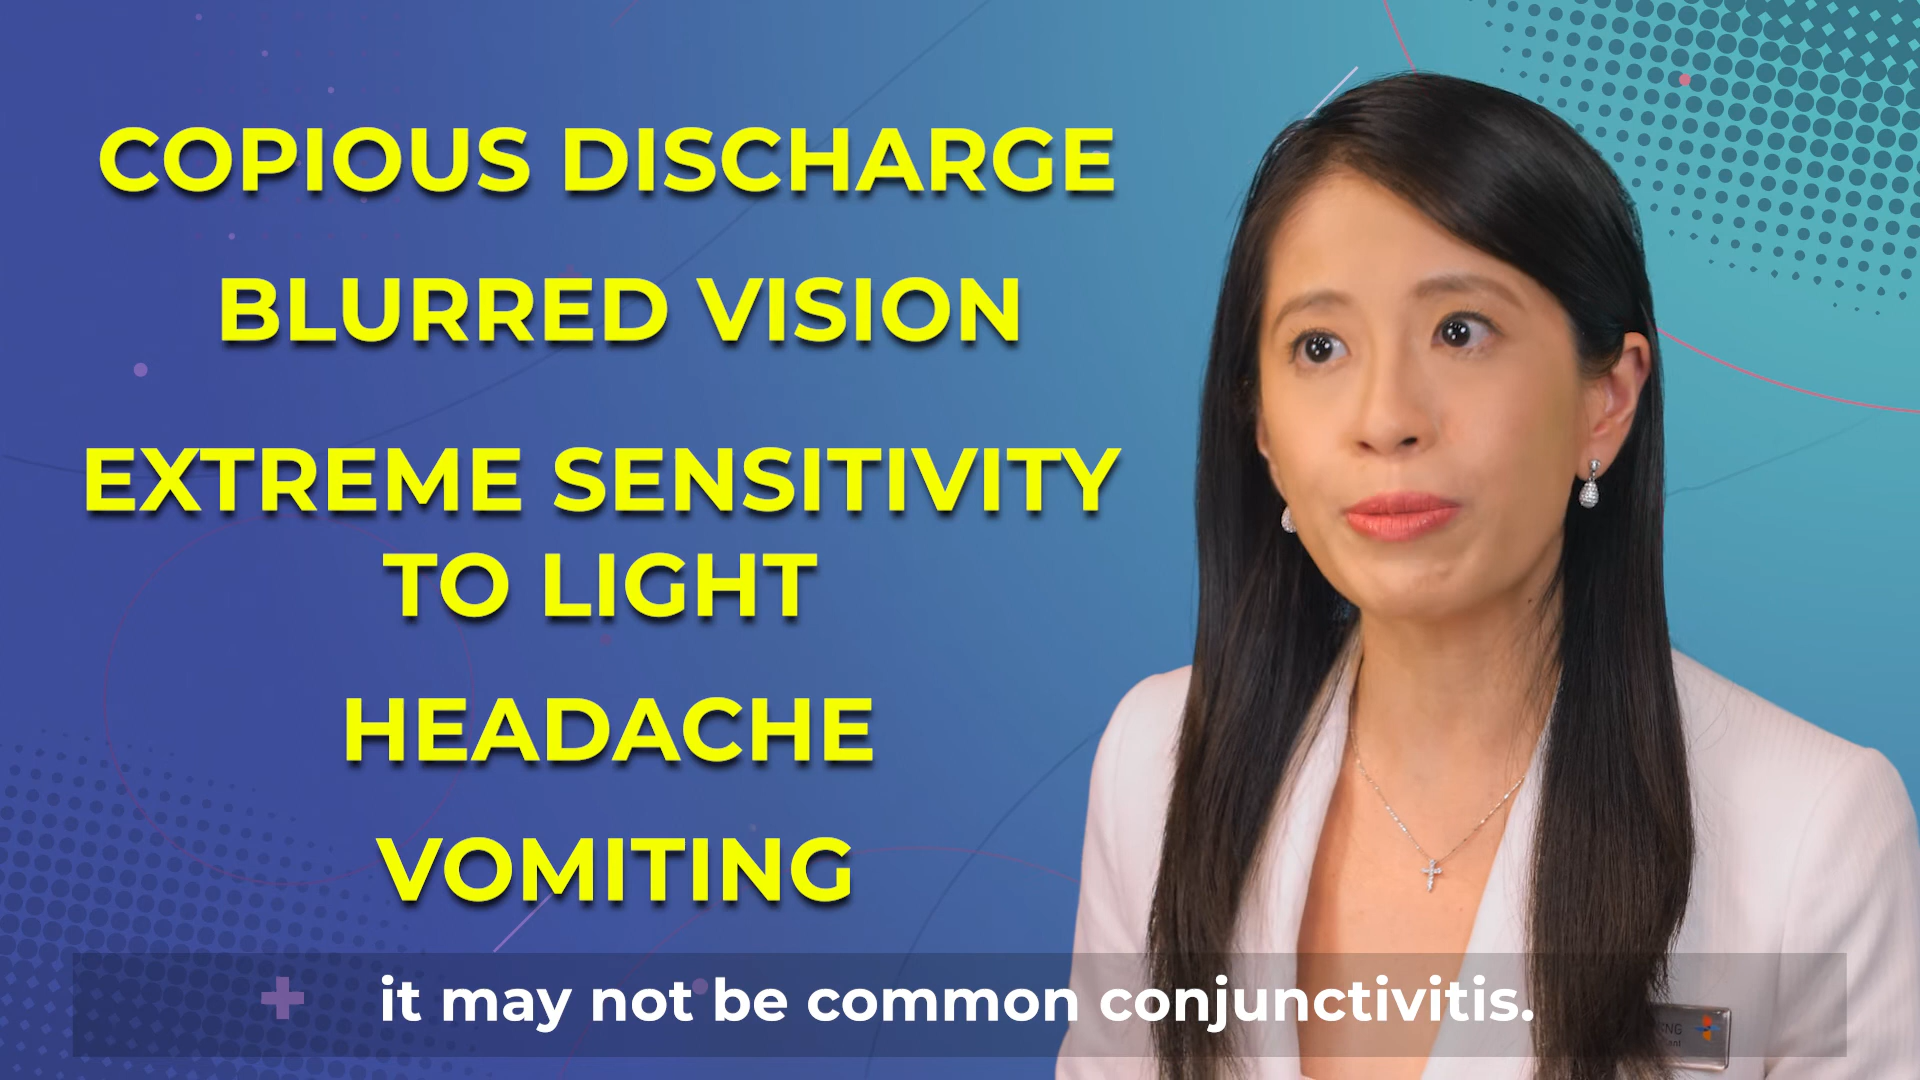 COPIOUS DISCHARGE
BLURRED VISION
EXTREME SENSITIVITY
TO LIGHT
HEADACHE
VOMITING
it may not be common conjunctivitis.